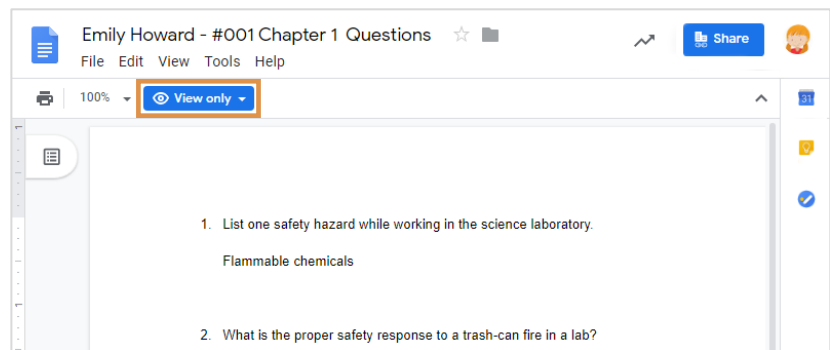 Emily Howard - #001 Chapter 1 Questions
Share
File Edit View Tools Help
100%
View only
31
1
1. List one safety hazard while working in the science laboratory.
Flammable chemicals
1
2. What is the proper safety response to a trash-can fire in a lab?